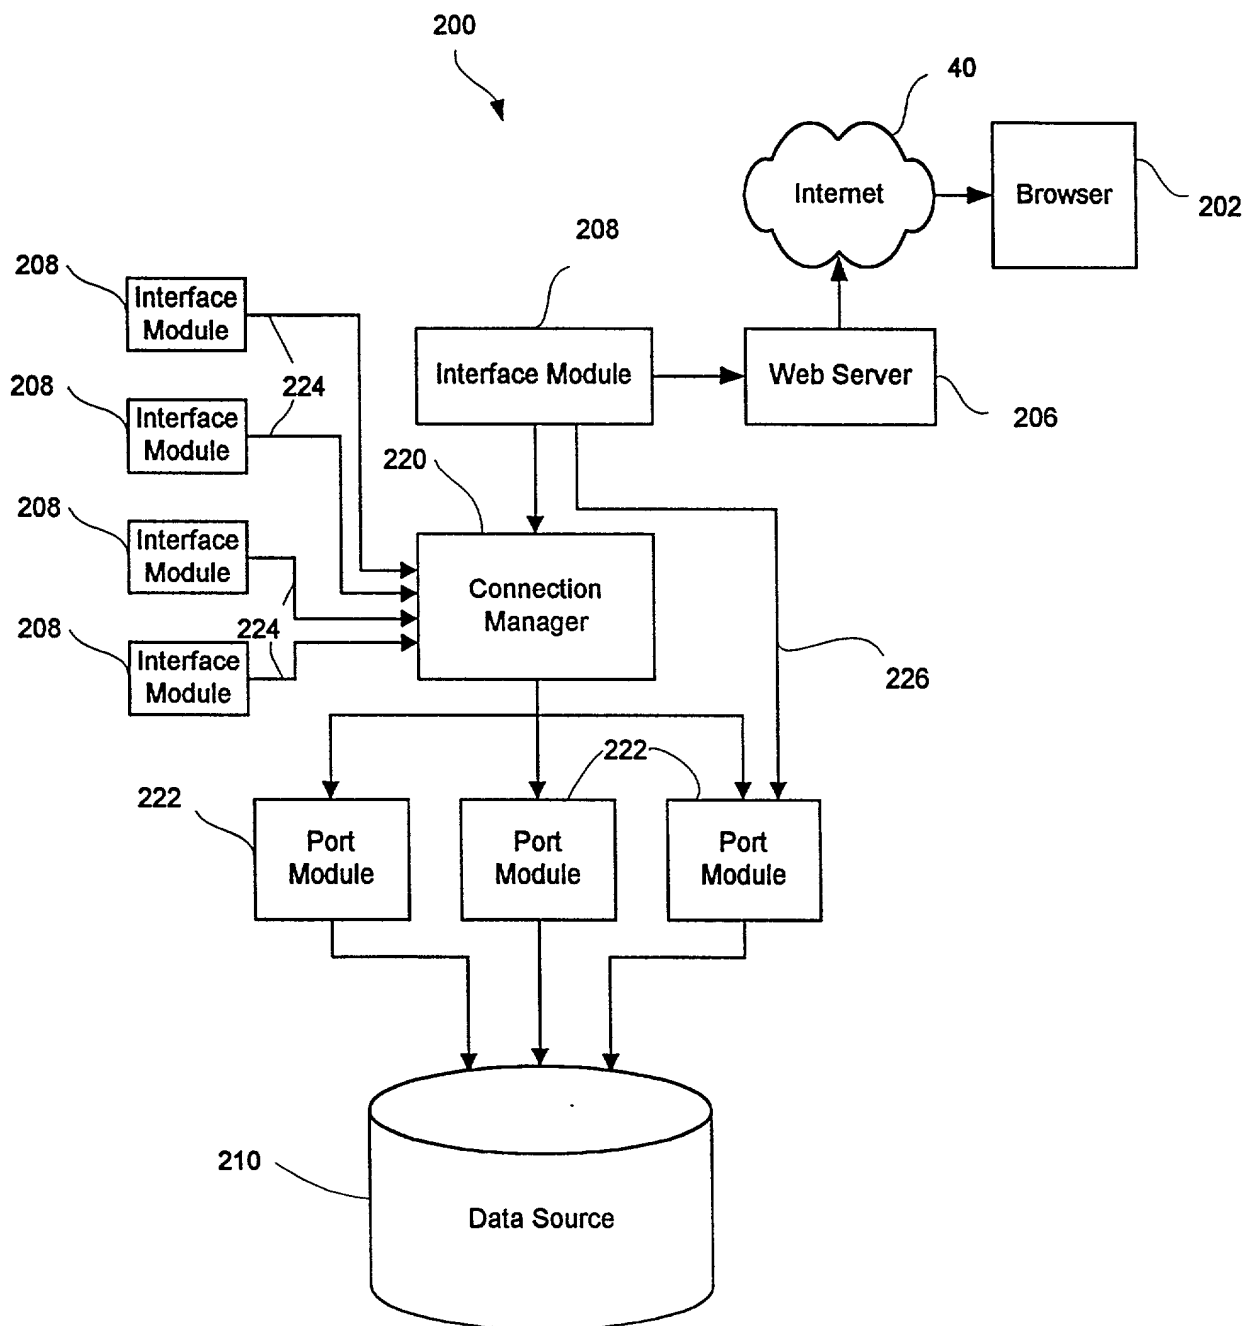 200
40
Internet
Browser
202
208
208
Interface
Module
Interface Module
Web Server
206
224
208
Interface
Module
220
208
Interface
Module
Connection
Manager
224
208
Interface
Module
226
222
222
Port
Module
Port
Module
Port
Module
210
Data Source